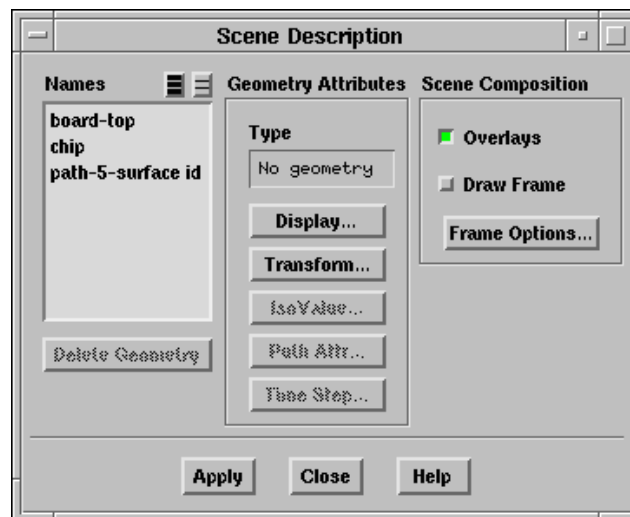 Scene Description
Names
board-top
chip
path-5-surface id
Delete Geometry
Geometry Attributes
Type
No geometry
Display...
Transform...
IsoValue...
Path Attr...
Time Step...
Scene Composition
Overlays
Draw Frame
Frame Options...
Apply
Close
Help